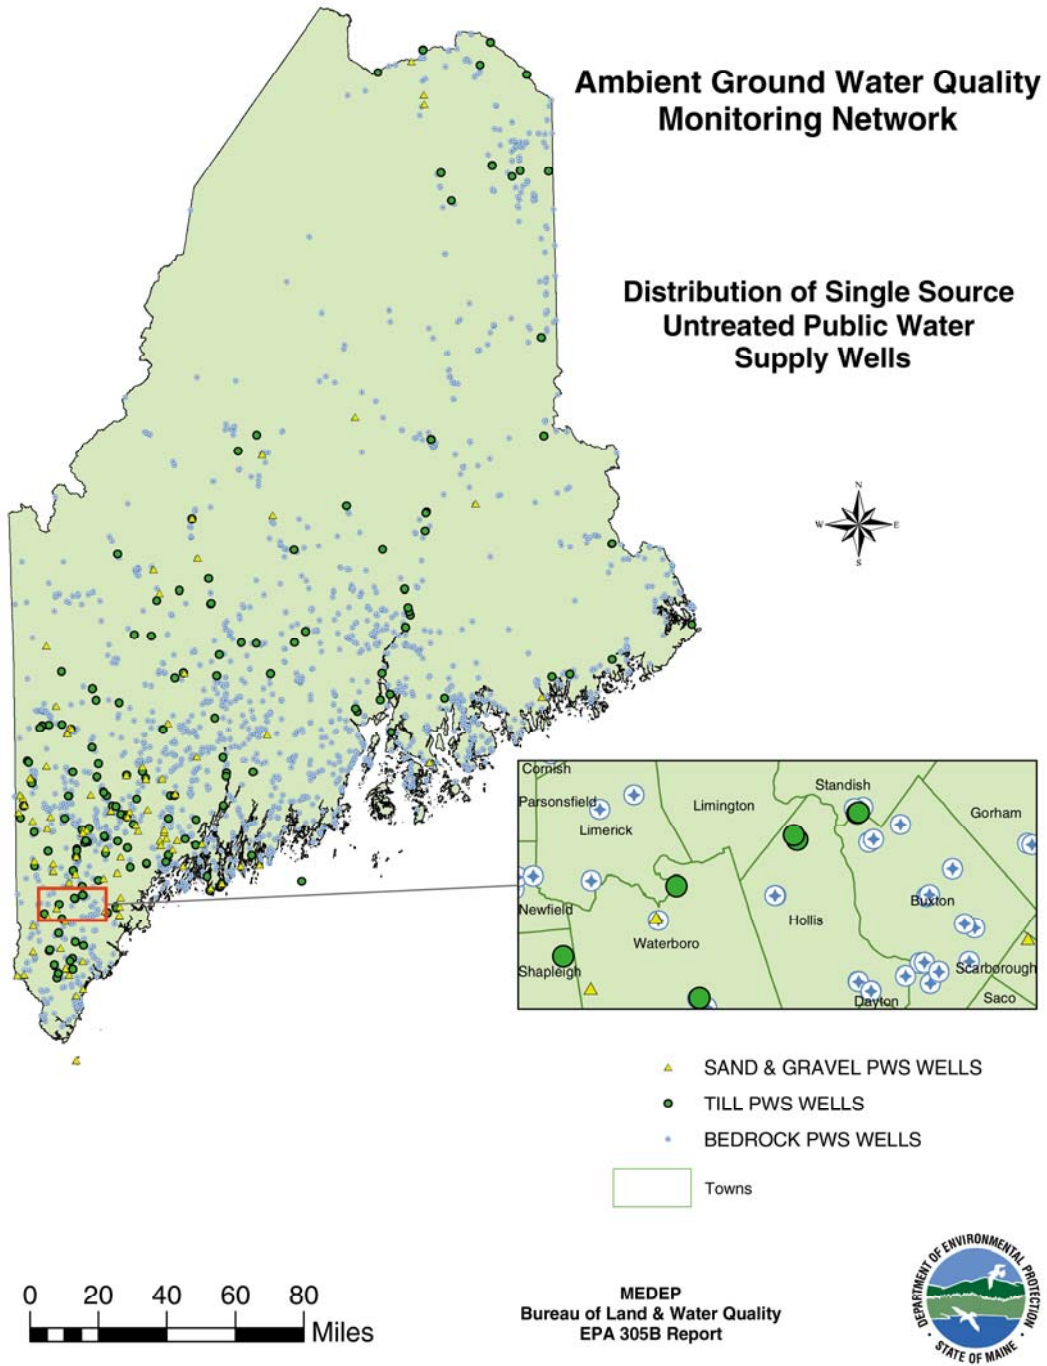 Ambient Ground Water Quality
Monitoring Network
Distribution of Single Source
Untreated Public Water
Supply Wells
N
W
E
S
Cornish
Standish
Parsonsfield
Limington
Gorham
Limerick
Newfield
Buxton
Hollis
Waterboro
Shapleigh
Scarborough
Dayton
Saco
SAND & GRAVEL PWS WELLS
TILL PWS WELLS
BEDROCK PWS WELLS
Towns
0 20 40 60 80
Miles
MEDEP
Bureau of Land & Water Quality
EPA 305B Report
DEPARTMENT OF ENVIRONMENTAL PROTECTION
STATE OF MAINE